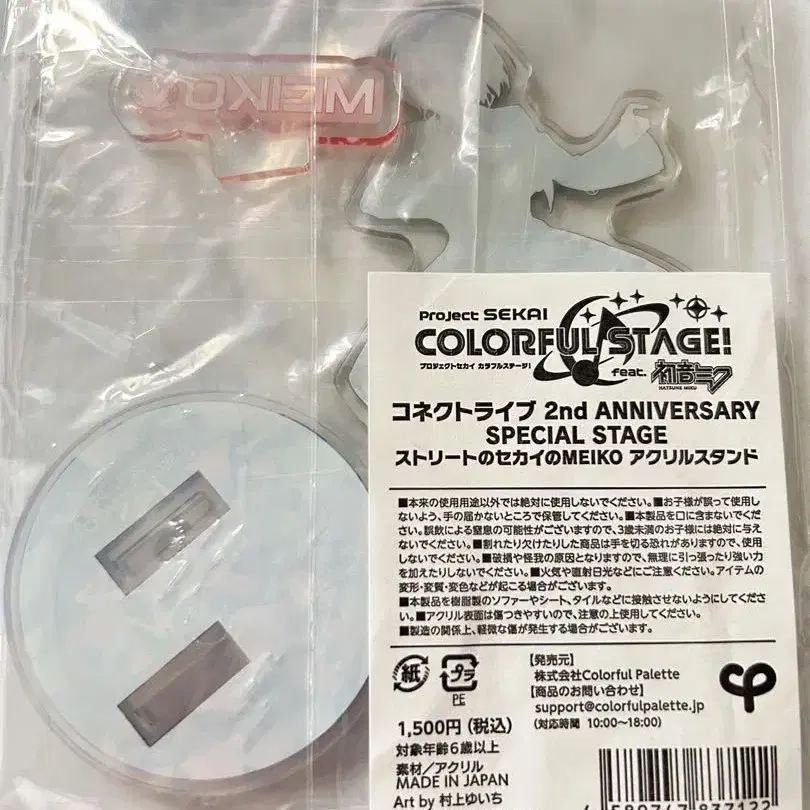 MEIKO
Project SEKAI
COLORFUL STAGE!
プロジェクトセカイ カラフルステージ!
feat. 初音ミク
HATSUNE MIKU
コネクトライブ 2nd ANNIVERSARY
SPECIAL STAGE
ストリートのセカイのMEIKO アクリルスタンド
■本来の使用用途以外では絶対に使用しないでください。■お子様が誤って使用し
ないよう、手の届かないところで保管してください。■本製品を口に含まないでくだ
さい。誤飲による窒息の可能性がございますので、3歳未満のお子様には絶対に与え
ないでください。■割れたり欠けたりした商品は手を切る恐れがありますので、使用
しないでください。■破損や怪我の原因となりますので、無理に引っ張ったり強い力
を加えたりしないでください。■火気や直射日光などにご注意ください。アイテムの
変形・変質・変色などが起こる場合がございます。
■本製品を樹脂製のソファーやシート、タイルなどに接触させないようにしてくださ
い。■アクリル表面は傷つきやすいので、注意の上使用してください。
■製造の関係上、軽微な傷が発生する場合がございます。
紙
プラ
PE
【発売元】
株式会社Colorful Palette
【商品のお問い合わせ】
support@colorfulpalette.jp
(対応時間 10:00〜18:00)
1,500円(税込)
対象年齢6歳以上
素材/アクリル
MADE IN JAPAN
Art by 村上ゆいち